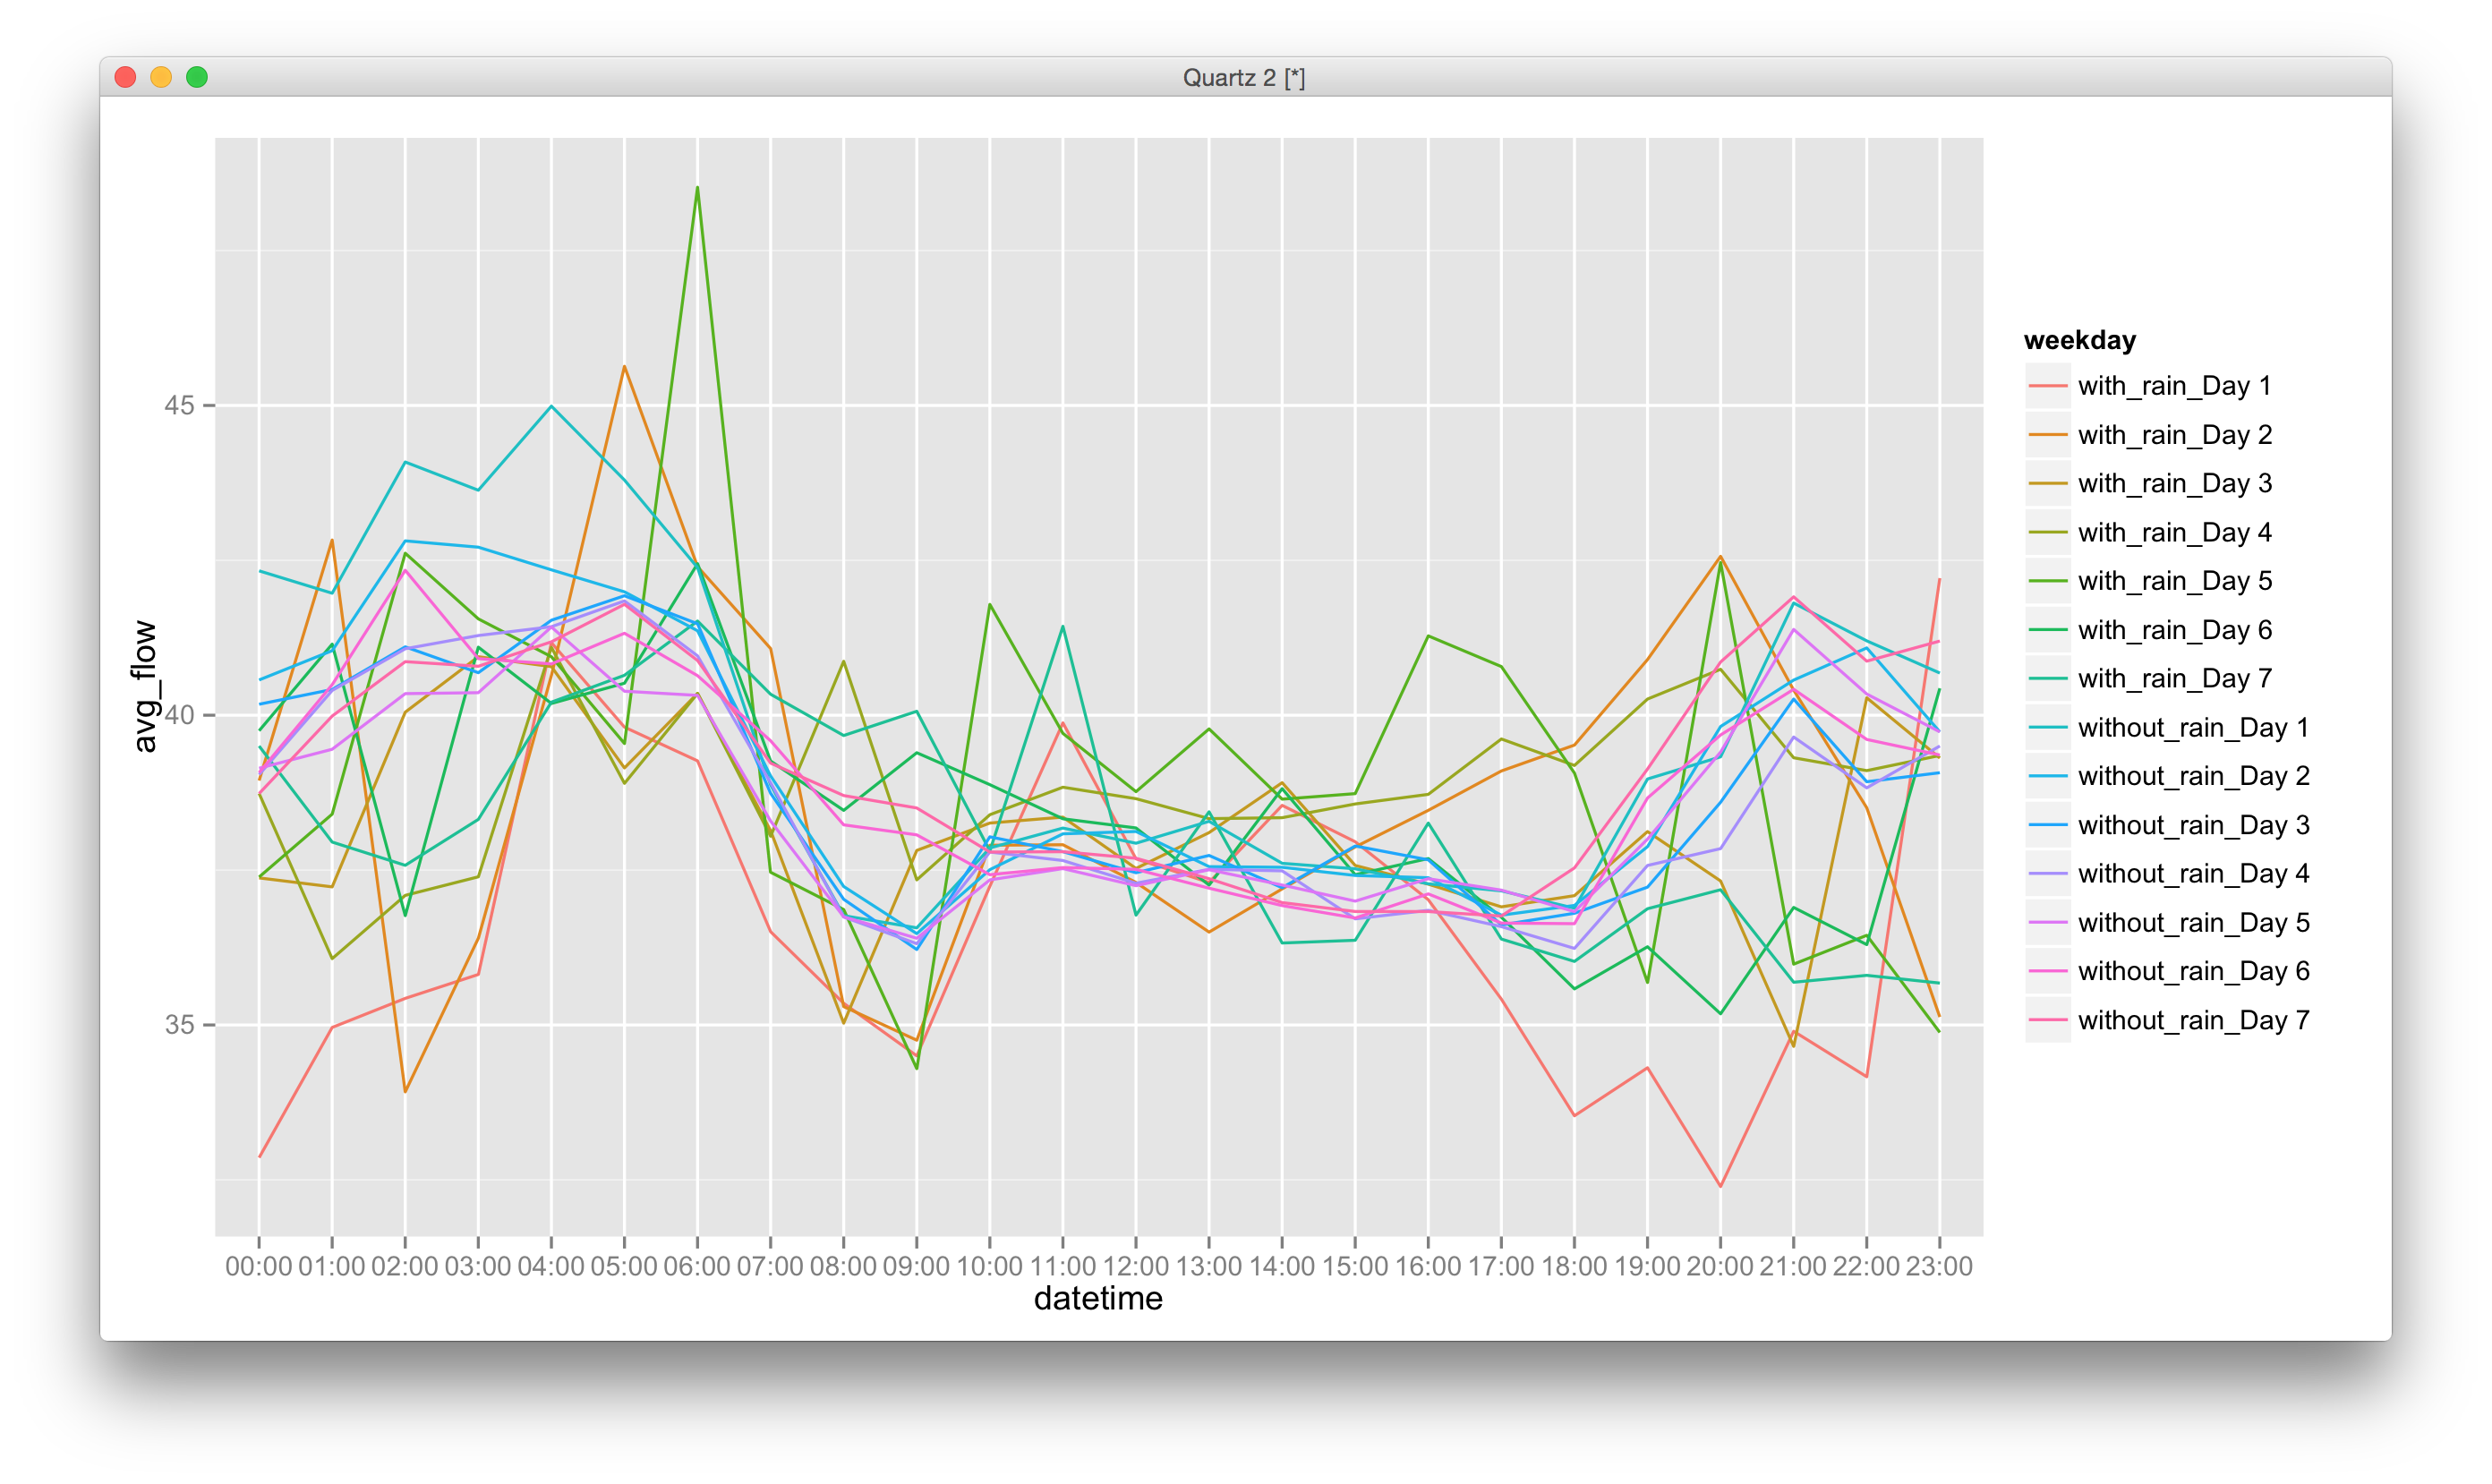 Quartz 2 [*]
avg_flow
45
40
35
00:00 01:00 02:00 03:00 04:00 05:00 06:00 07:00 08:00 09:00 10:00 11:00 12:00 13:00 14:00 15:00 16:00 17:00 18:00 19:00 20:00 21:00 22:00 23:00
datetime
weekday
with_rain_Day 1
with_rain_Day 2
with_rain_Day 3
with_rain_Day 4
with_rain_Day 5
with_rain_Day 6
with_rain_Day 7
without_rain_Day 1
without_rain_Day 2
without_rain_Day 3
without_rain_Day 4
without_rain_Day 5
without_rain_Day 6
without_rain_Day 7